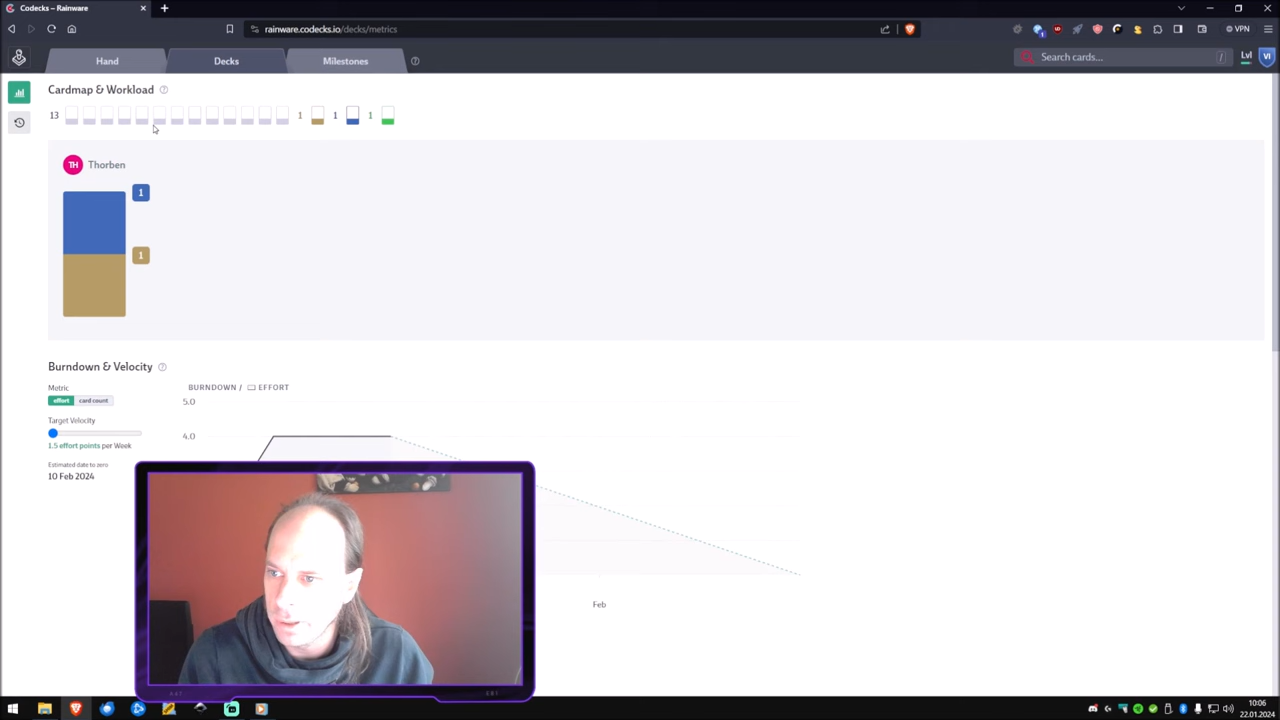 Codecks – Rainware
rainware.codecks.io/decks/metrics
VPN
Hand
Decks
Milestones
Search cards...
/
Lvl
VI
Cardmap & Workload
13
1
1
1
TH
Thorben
1
1
Burndown & Velocity
Metric
effort
card count
Target Velocity
1.5 effort points per Week
Estimated date to zero
10 Feb 2024
BURNDOWN / EFFORT
5.0
4.0
Feb
10:06
22.01.2024